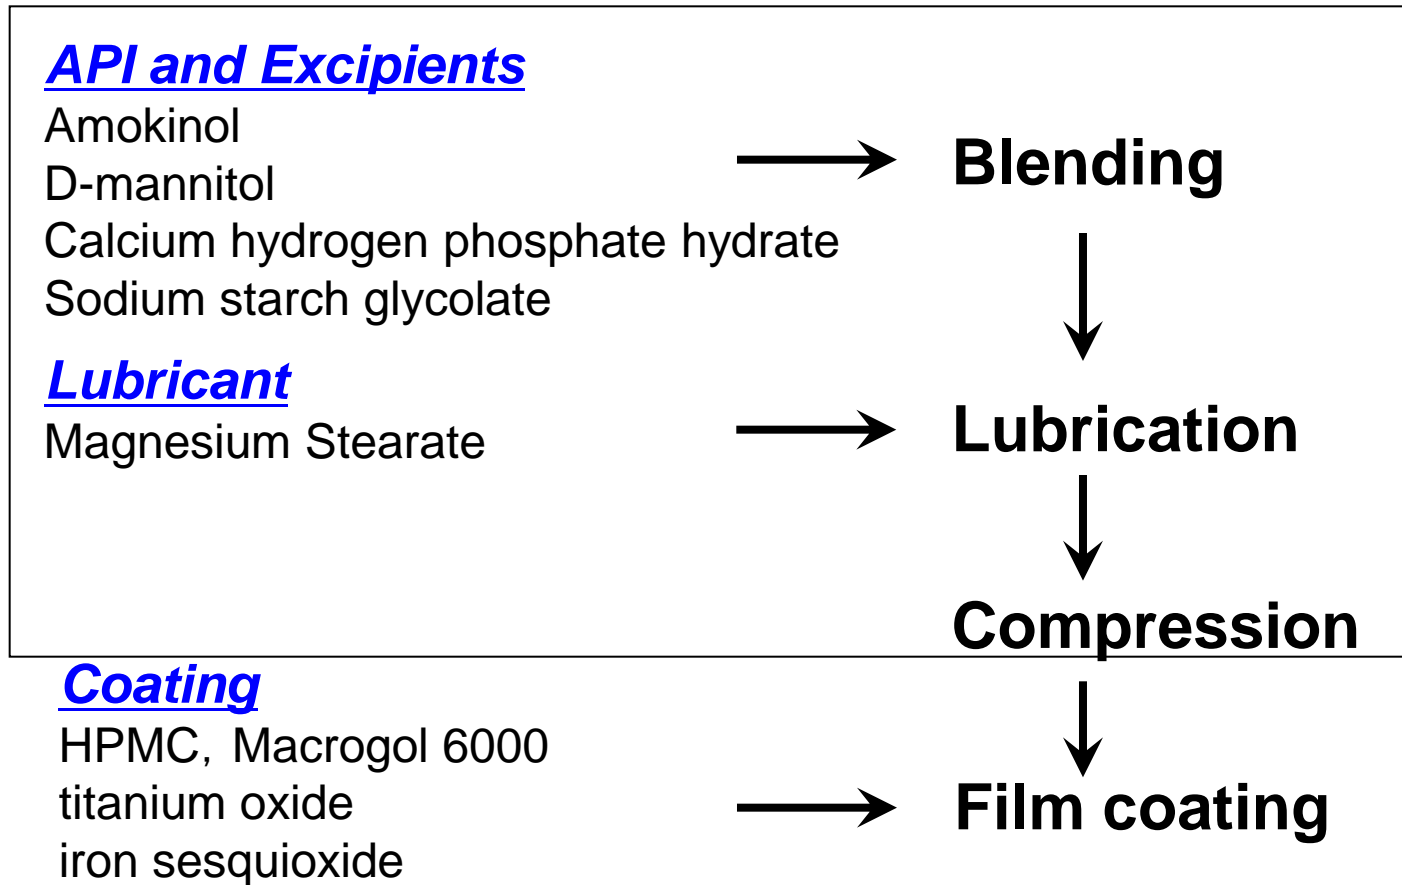 API and Excipients
Amokinol
D-mannitol
Calcium hydrogen phosphate hydrate
Sodium starch glycolate
Blending
Lubricant
Magnesium Stearate
Lubrication
Compression
Coating
HPMC, Macrogol 6000
titanium oxide
iron sesquioxide
Film coating